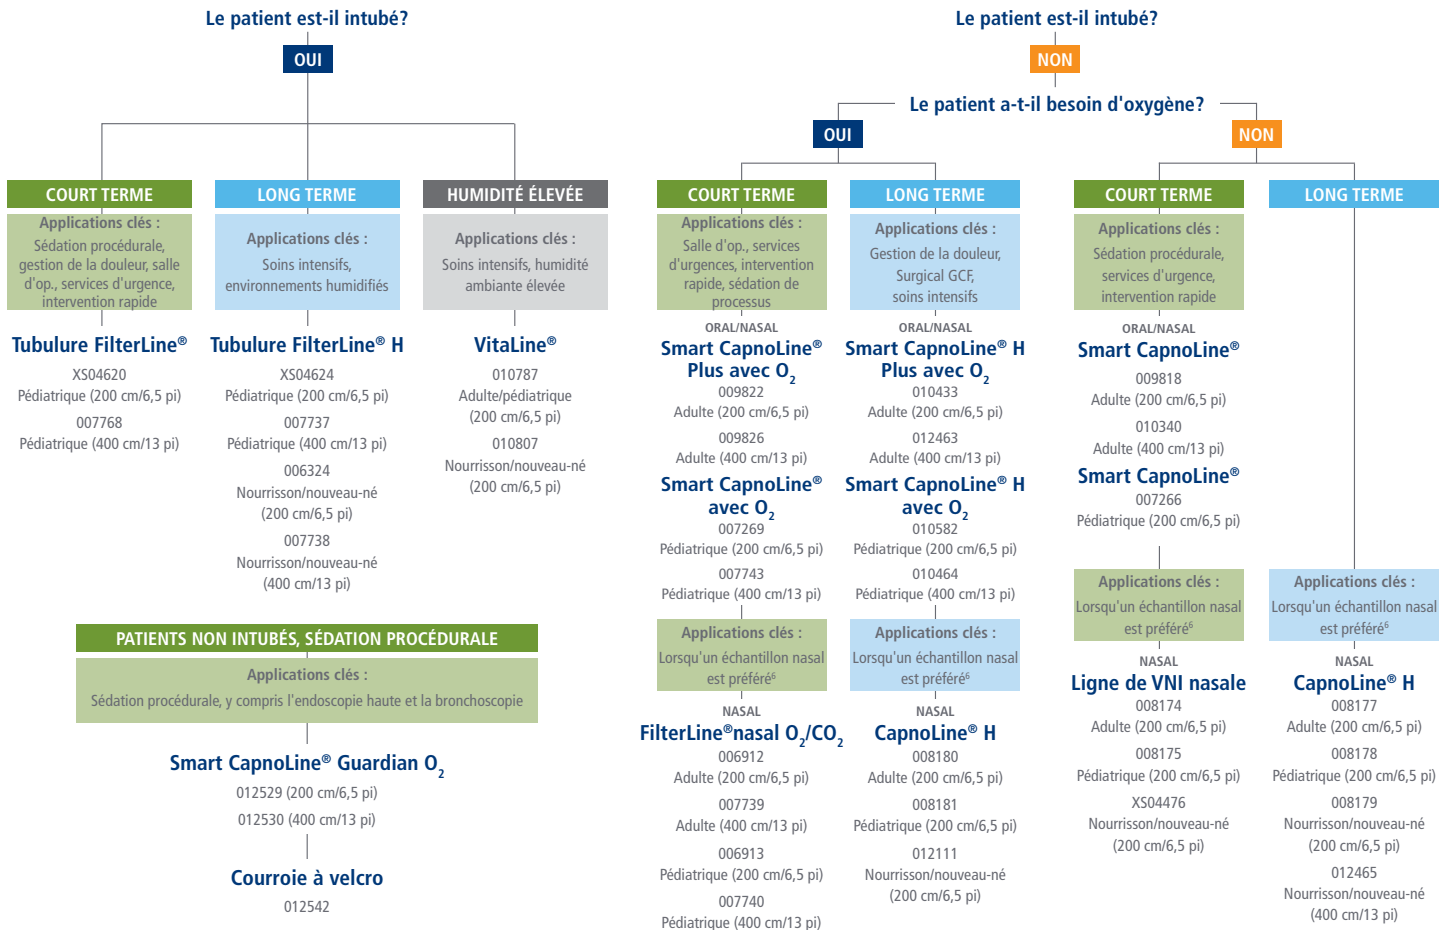 Le patient est-il intubé?
OUI
COURT TERME
Applications clés :
Sédation procédurale,
gestion de la douleur, salle
d'op., services d'urgence,
intervention rapide
Tubulure FilterLine®
XS04620
Pédiatrique (200 cm/6,5 pi)
007768
Pédiatrique (400 cm/13 pi)
LONG TERME
Applications clés :
Soins intensifs,
environnements humidifiés
Tubulure FilterLine® H
XS04624
Pédiatrique (200 cm/6,5 pi)
007737
Pédiatrique (400 cm/13 pi)
006324
Nourrisson/nouveau-né
(200 cm/6,5 pi)
007738
Nourrisson/nouveau-né
(400 cm/13 pi)
HUMIDITÉ ÉLEVÉE
Applications clés :
Soins intensifs, humidité
ambiante élevée
VitaLine®
010787
Adulte/pédiatrique
(200 cm/6,5 pi)
010807
Nourrisson/nouveau-né
(200 cm/6,5 pi)
PATIENTS NON INTUBÉS, SÉDATION PROCÉDURALE
Applications clés :
Sédation procédurale, y compris l'endoscopie haute et la bronchoscopie
Smart CapnoLine® Guardian O2
012529 (200 cm/6,5 pi)
012530 (400 cm/13 pi)
Courroie à velcro
012542
Le patient est-il intubé?
NON
Le patient a-t-il besoin d'oxygène?
OUI
COURT TERME
Applications clés :
Salle d'op., services
d'urgences, intervention
rapide, sédation de
processus
ORAL/NASAL
Smart CapnoLine®
Plus avec O2
009822
Adulte (200 cm/6,5 pi)
009826
Adulte (400 cm/13 pi)
Smart CapnoLine®
avec O2
007269
Pédiatrique (200 cm/6,5 pi)
007743
Pédiatrique (400 cm/13 pi)
Applications clés :
Lorsqu'un échantillon nasal
est préféré6
NASAL
FilterLine®nasal O2/CO2
006912
Adulte (200 cm/6,5 pi)
007739
Adulte (400 cm/13 pi)
006913
Pédiatrique (200 cm/6,5 pi)
007740
Pédiatrique (400 cm/13 pi)
LONG TERME
Applications clés :
Gestion de la douleur,
Surgical GCF,
soins intensifs
ORAL/NASAL
Smart CapnoLine® H
Plus avec O2
010433
Adulte (200 cm/6,5 pi)
012463
Adulte (400 cm/13 pi)
Smart CapnoLine® H
avec O2
010582
Pédiatrique (200 cm/6,5 pi)
010464
Pédiatrique (400 cm/13 pi)
Applications clés :
Lorsqu'un échantillon nasal
est préféré6
NASAL
CapnoLine® H
008180
Adulte (200 cm/6,5 pi)
008181
Pédiatrique (200 cm/6,5 pi)
012111
Nourrisson/nouveau-né
(200 cm/6,5 pi)
NON
COURT TERME
Applications clés :
Sédation procédurale,
services d'urgence,
intervention rapide
ORAL/NASAL
Smart CapnoLine®
009818
Adulte (200 cm/6,5 pi)
010340
Adulte (400 cm/13 pi)
Smart CapnoLine®
007266
Pédiatrique (200 cm/6,5 pi)
Applications clés :
Lorsqu'un échantillon nasal
est préféré6
NASAL
Ligne de VNI nasale
008174
Adulte (200 cm/6,5 pi)
008175
Pédiatrique (200 cm/6,5 pi)
XS04476
Nourrisson/nouveau-né
(200 cm/6,5 pi)
LONG TERME
Applications clés :
Lorsqu'un échantillon nasal
est préféré6
NASAL
CapnoLine® H
008177
Adulte (200 cm/6,5 pi)
008178
Pédiatrique (200 cm/6,5 pi)
008179
Nourrisson/nouveau-né
(200 cm/6,5 pi)
012465
Nourrisson/nouveau-né
(400 cm/13 pi)